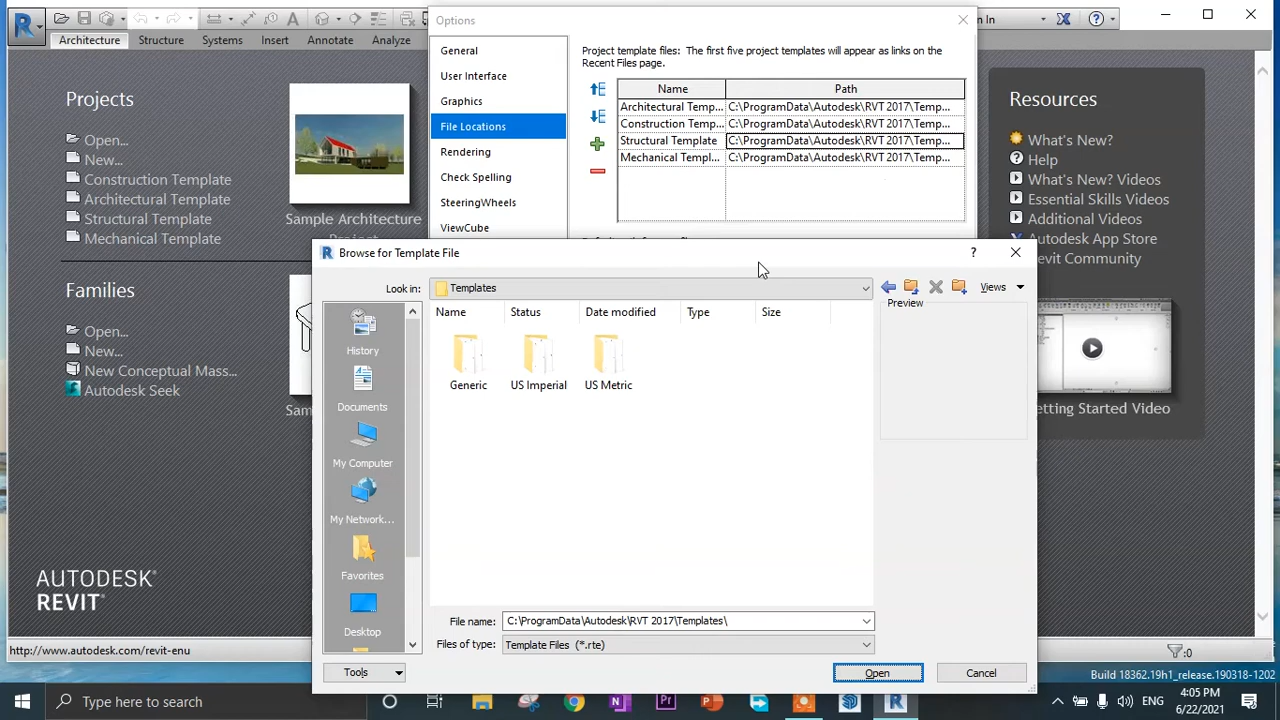 Options
In
Architecture
Structure
Systems
Insert
Annotate
Analyze
Projects
Open...
New...
Construction Template
Architectural Template
Structural Template
Mechanical Template
Sample Architecture
Project
Families
Open...
New...
New Conceptual Mass...
Autodesk Seek
AUTODESK®
REVIT®
http://www.autodesk.com/revit-enu
General
User Interface
Graphics
File Locations
Rendering
Check Spelling
SteeringWheels
ViewCube
Project template files: The first five project templates will appear as links on the
Recent Files page.
Name Path
Architectural Temp... C:\ProgramData\Autodesk\RVT 2017\Temp...
Construction Temp... C:\ProgramData\Autodesk\RVT 2017\Temp...
Structural Template C:\ProgramData\Autodesk\RVT 2017\Temp...
Mechanical Templ... C:\ProgramData\Autodesk\RVT 2017\Temp...
Resources
What's New?
Help
What's New? Videos
Essential Skills Videos
Additional Videos
Autodesk App Store
evit Community
etting Started Video
Browse for Template File
Look in:
Templates
Views
Name Status Date modified Type Size
Preview
Generic US Imperial US Metric
History
Documents
My Computer
My Network...
Favorites
Desktop
File name: C:\ProgramData\Autodesk\RVT 2017\Templates\
Files of type: Template Files (*.rte)
Tools
Open
Cancel
:0
Build 18362.19h1_release.190318-1202
Type here to search
ENG
4:05 PM
6/22/2021